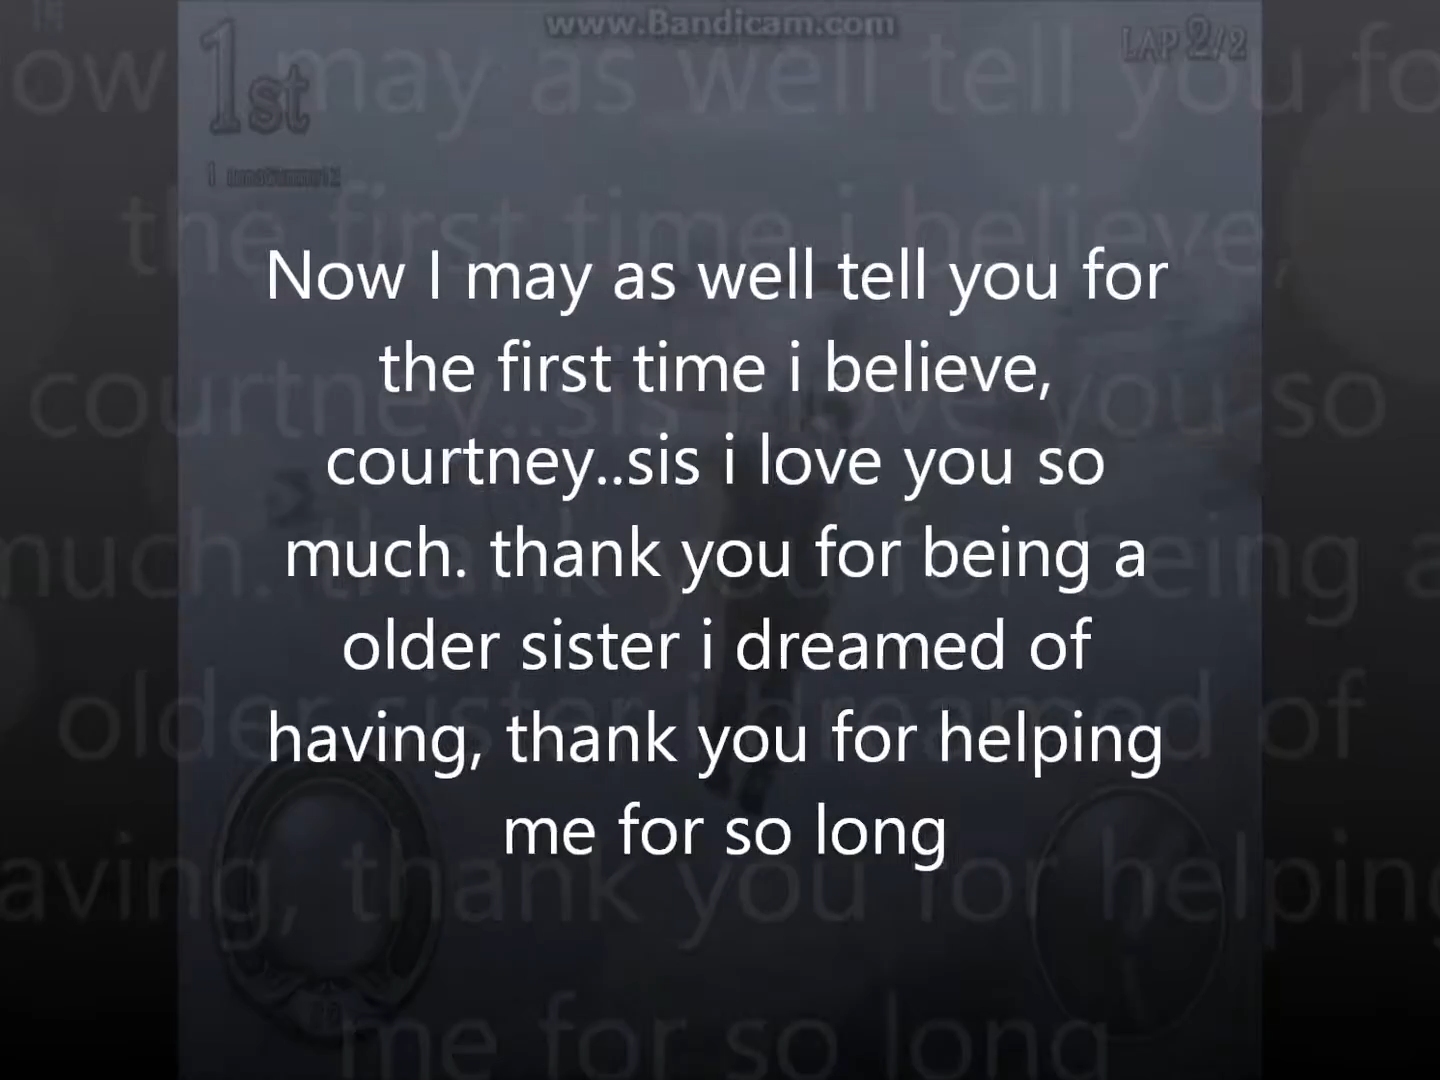 www.Bandicam.com
1st
LAP 2/2
Now I may as well tell you for
the first time i believe,
courtney..sis i love you so
much. thank you for being a
older sister i dreamed of
having, thank you for helping
me for so long